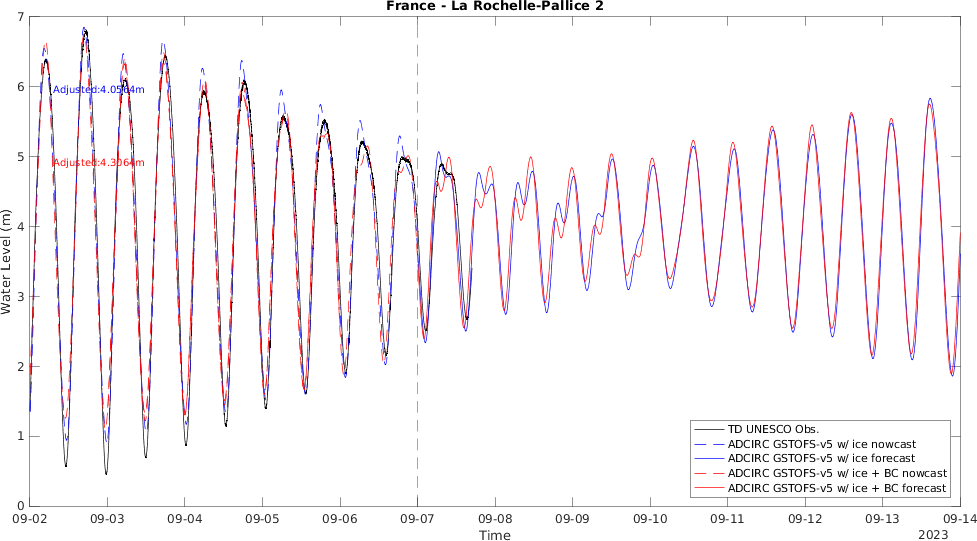 France - La Rochelle-Pallice 2
7
6
5
4
3
2
1
0
Water Level (m)
Adjusted:4.0564m
Adjusted:4.3064m
TD UNESCO Obs.
ADCIRC GSTOFS-v5 w/ ice nowcast
ADCIRC GSTOFS-v5 w/ ice forecast
ADCIRC GSTOFS-v5 w/ ice + BC nowcast
ADCIRC GSTOFS-v5 w/ ice + BC forecast
09-02 09-03 09-04 09-05 09-06 09-07 09-08 09-09 09-10 09-11 09-12 09-13 09-14
Time
2023